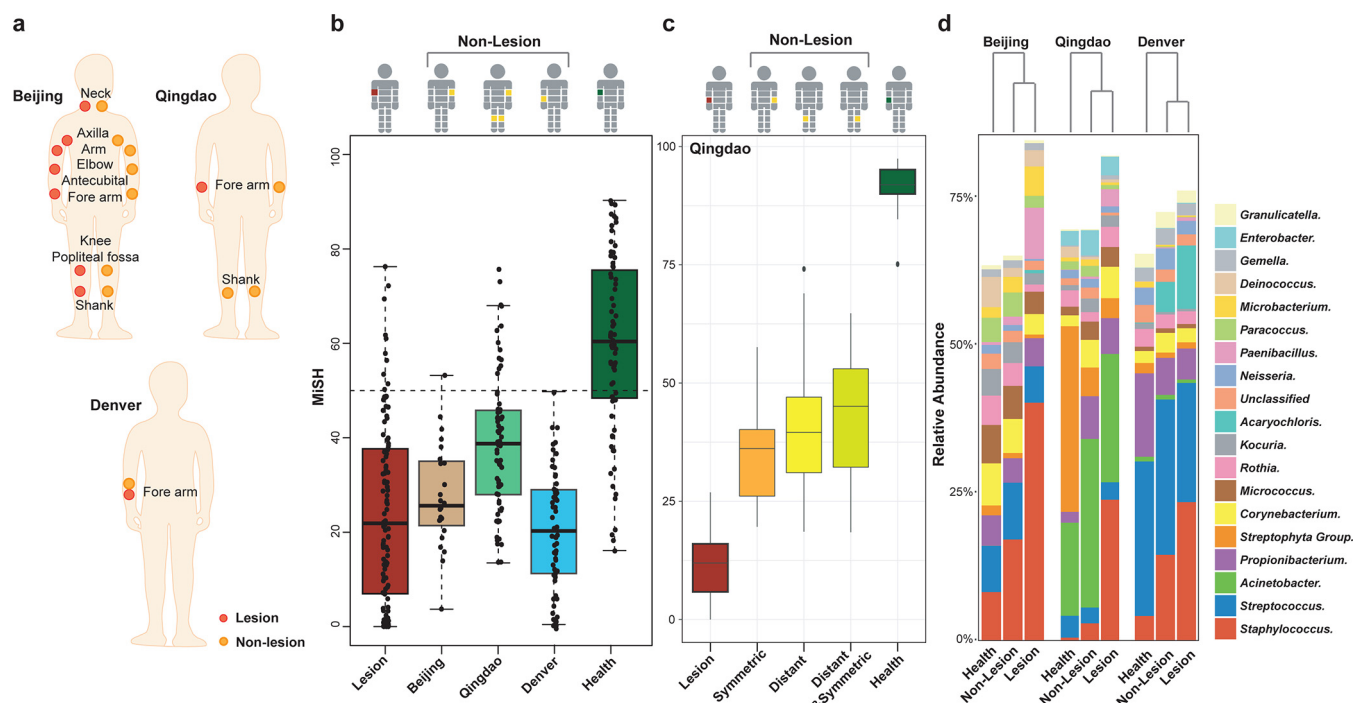 a
Beijing
Neck
Axilla
Arm
Elbow
Antecubital
Fore arm
Knee
Popliteal fossa
Shank
Qingdao
Fore arm
Shank
Denver
Fore arm
Lesion
Non-lesion
b
Non-Lesion
MiSH
100
80
60
40
20
0
Lesion
Beijing
Qingdao
Denver
Health
c
Non-Lesion
Qingdao
100
75
50
25
0
Lesion
Symmetric
Distant
Distant
&Symmetric
Health
d
Beijing
Qingdao
Denver
Relative Abundance
75%
50%
25%
0%
Health
Non-Lesion
Lesion
Health
Non-Lesion
Lesion
Health
Non-Lesion
Lesion
Granulicatella.
Enterobacter.
Gemella.
Deinococcus.
Microbacterium.
Paracoccus.
Paenibacillus.
Neisseria.
Unclassified
Acaryochloris.
Kocuria.
Rothia.
Micrococcus.
Corynebacterium.
Streptophyta Group.
Propionibacterium.
Acinetobacter.
Streptococcus.
Staphylococcus.